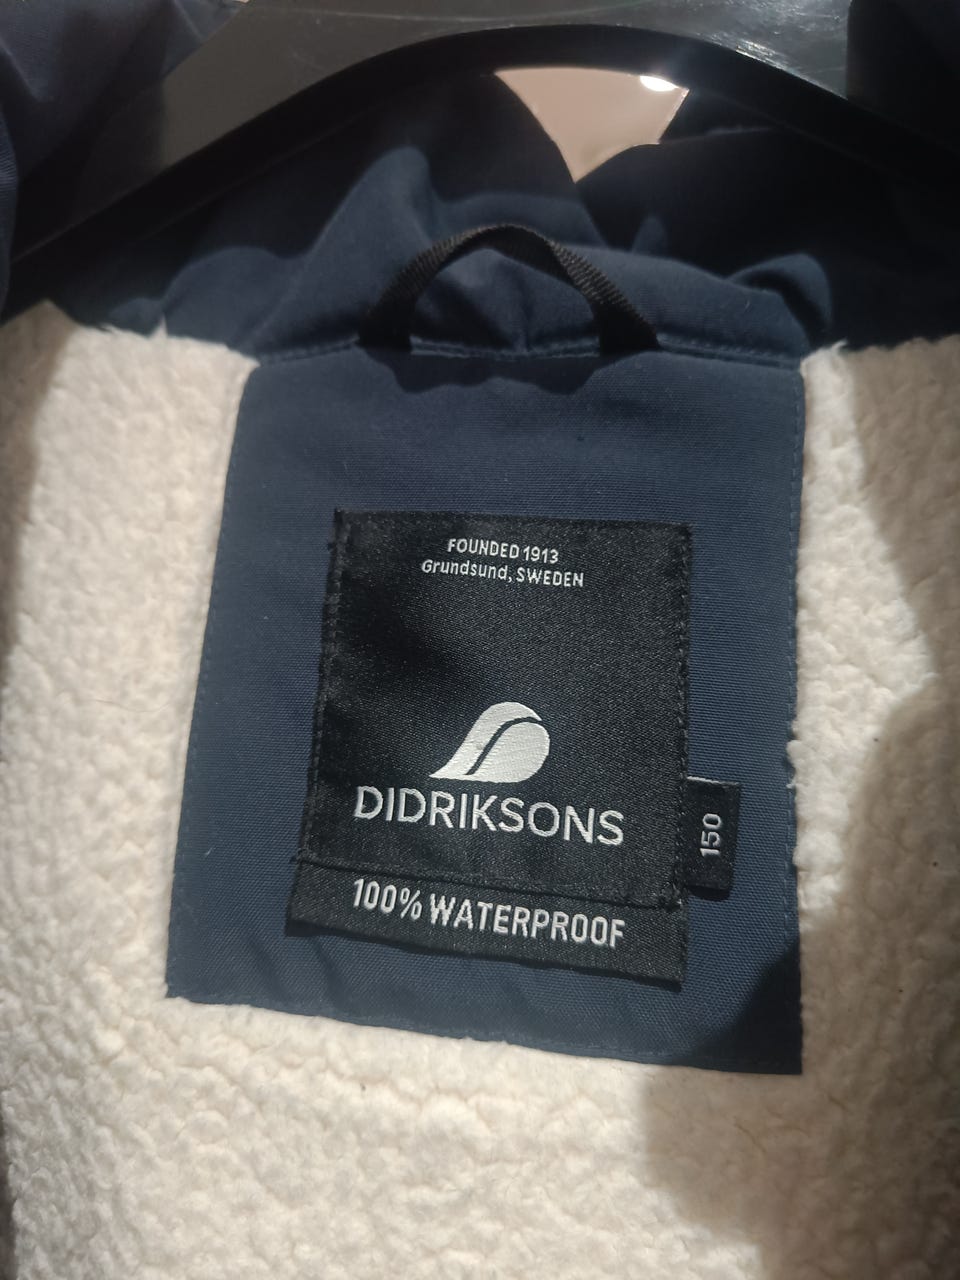 FOUNDED 1913
Grundsund, SWEDEN
DIDRIKSONS
150
100% WATERPROOF